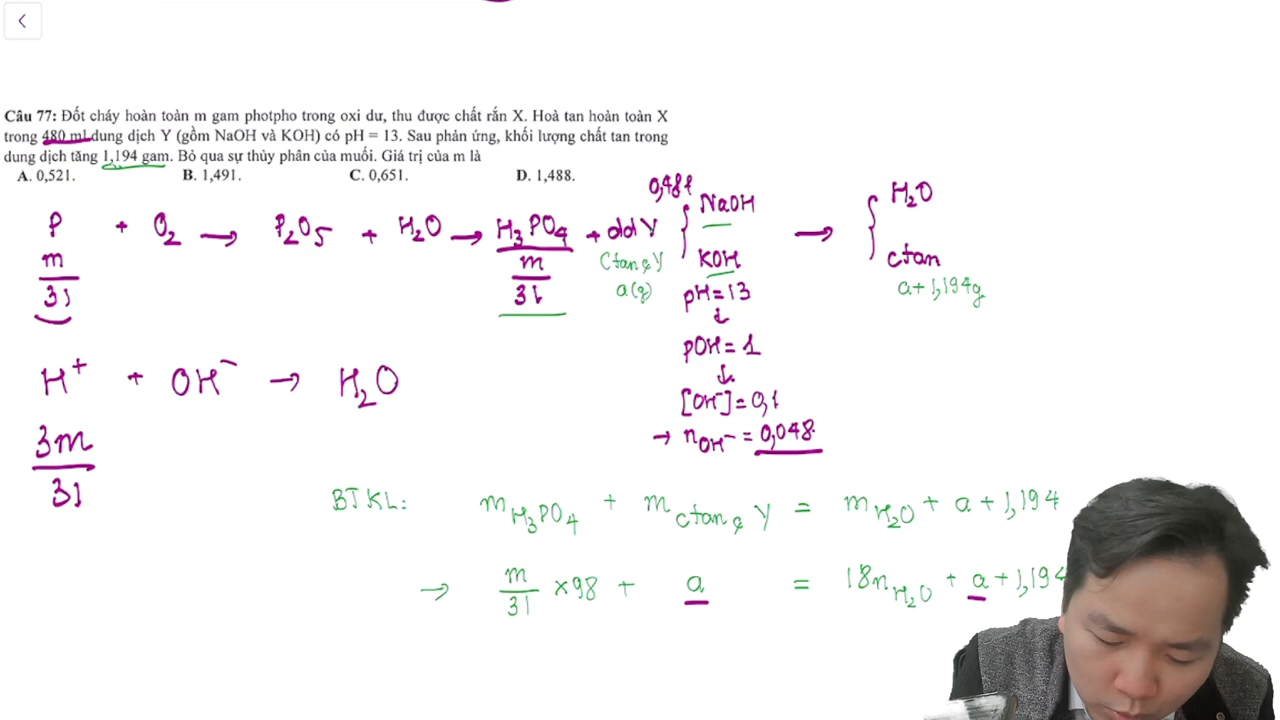 Câu 77: Đốt cháy hoàn toàn m gam photpho trong oxi dư, thu được chất rắn X. Hoà tan hoàn toàn X
trong 480 ml dung dịch Y (gồm NaOH và KOH) có pH = 13. Sau phản ứng, khối lượng chất tan trong
dung dịch tăng 1,194 gam. Bỏ qua sự thủy phân của muối. Giá trị của m là
A. 0,521. B. 1,491. C. 0,651. D. 1,488.
P + O2 → P2O5 + H2O → H3PO4 + dd Y 0,48l { NaOH KOH → { H2O ctan
m/31 m/31 Ctan Y a(g) a+1,194g
pH=13
↓
pOH=1
↓
[OH-]=0,1
→ nOH- = 0,048
H+ + OH- → H2O
3m/31
BTKL: m H3PO4 + m ctan Y = m H2O + a + 1,194
→ m/31 ×98 + a = 18nH2O + a + 1,194